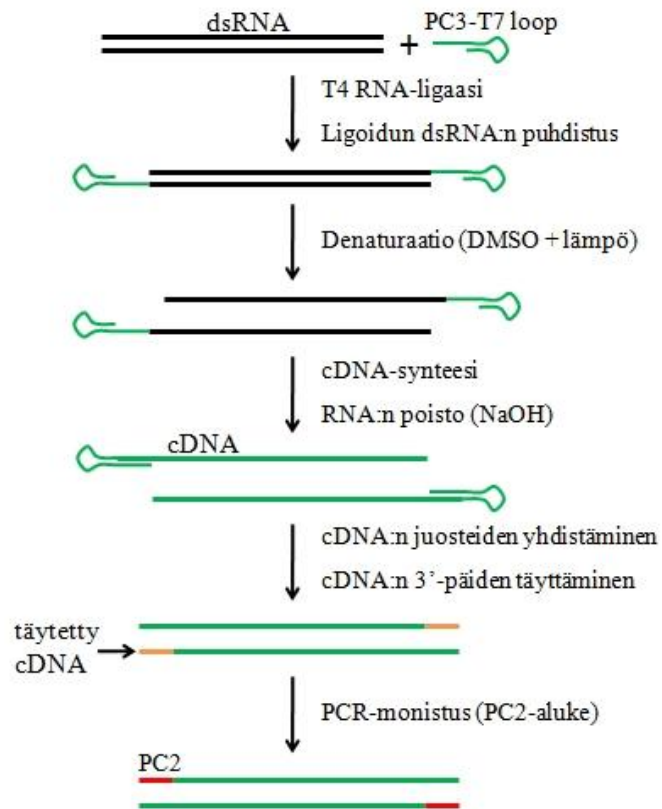 dsRNA
+
PC3-T7 loop
T4 RNA-ligaasi
Ligoidun dsRNA:n puhdistus
Denaturaatio (DMSO + lämpö)
cDNA-synteesi
RNA:n poisto (NaOH)
cDNA
cDNA:n juosteiden yhdistäminen
cDNA:n 3’-päiden täyttäminen
täytetty
cDNA
PCR-monistus (PC2-aluke)
PC2